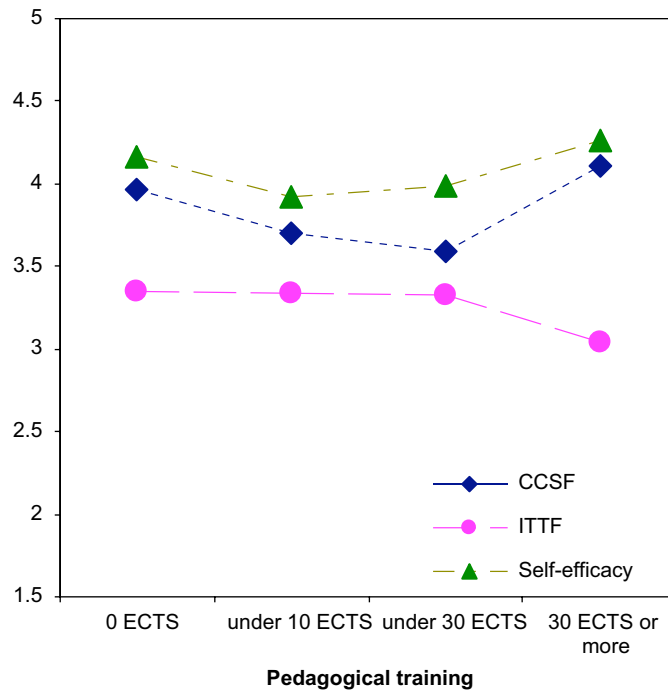 5
4.5
4
3.5
3
2.5
2
1.5
CCSF
ITTF
Self-efficacy
0 ECTS
under 10 ECTS
under 30 ECTS
30 ECTS or
more
Pedagogical training